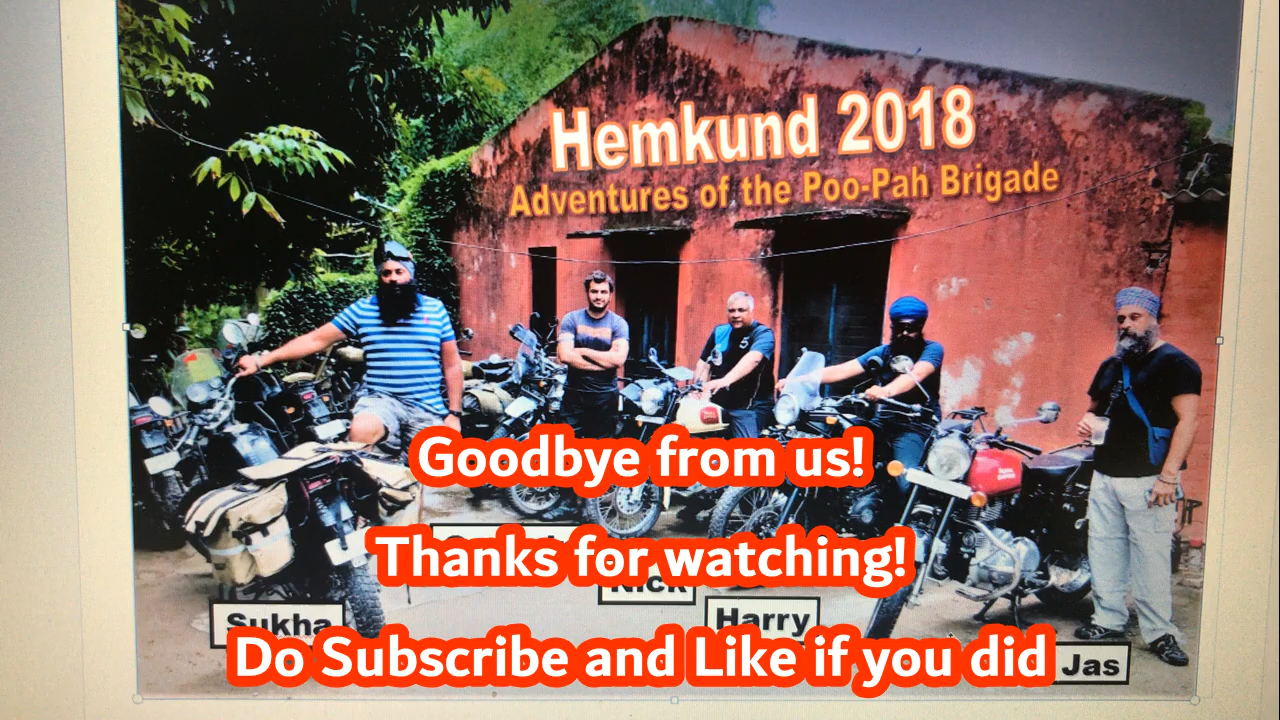 Hemkund 2018
Adventures of the Poo-Pah Brigade
Goodbye from us!
Thanks for watching!
Nick
Harry
Sukha
Do Subscribe and Like if you did
Jas